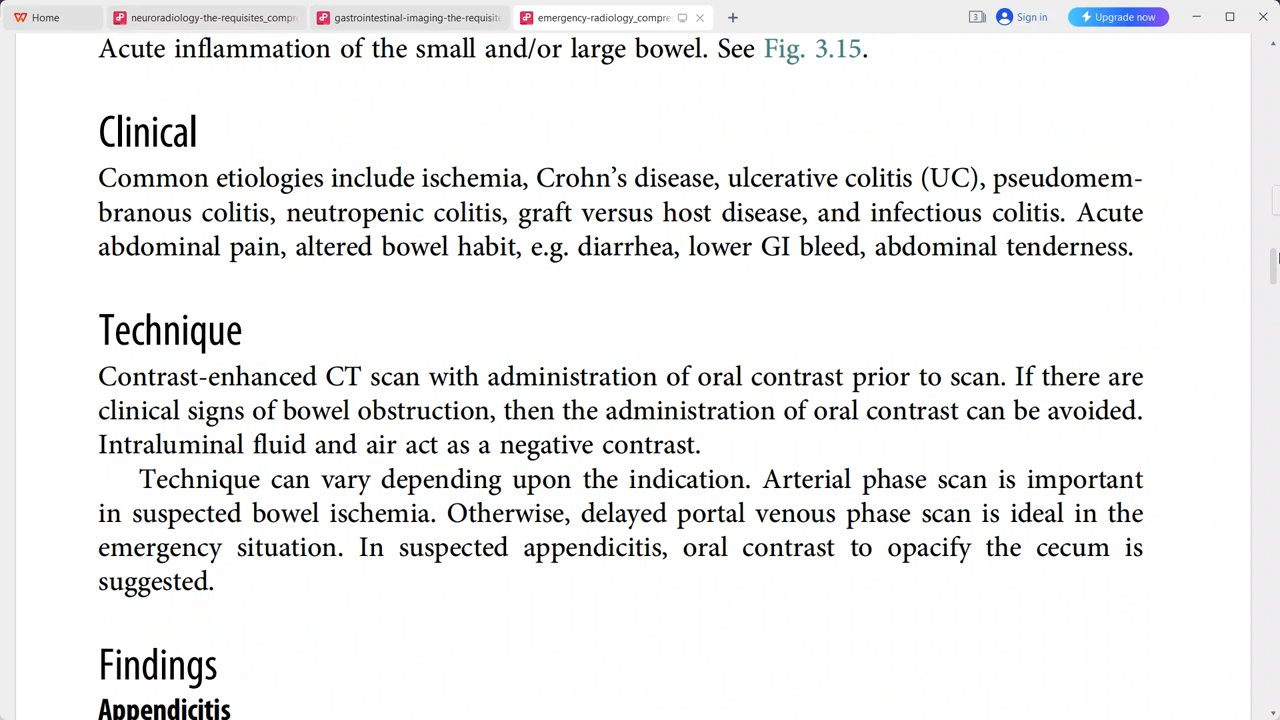 Home
neuroradiology-the-requisites_compr
gastrointestinal-imaging-the-requisite
emergency-radiology_compre
3
Sign in
Upgrade now
Acute inflammation of the small and/or large bowel. See Fig. 3.15.
Clinical
Common etiologies include ischemia, Crohn’s disease, ulcerative colitis (UC), pseudomem-
branous colitis, neutropenic colitis, graft versus host disease, and infectious colitis. Acute
abdominal pain, altered bowel habit, e.g. diarrhea, lower GI bleed, abdominal tenderness.
Technique
Contrast-enhanced CT scan with administration of oral contrast prior to scan. If there are
clinical signs of bowel obstruction, then the administration of oral contrast can be avoided.
Intraluminal fluid and air act as a negative contrast.
Technique can vary depending upon the indication. Arterial phase scan is important
in suspected bowel ischemia. Otherwise, delayed portal venous phase scan is ideal in the
emergency situation. In suspected appendicitis, oral contrast to opacify the cecum is
suggested.
Findings
Appendicitis